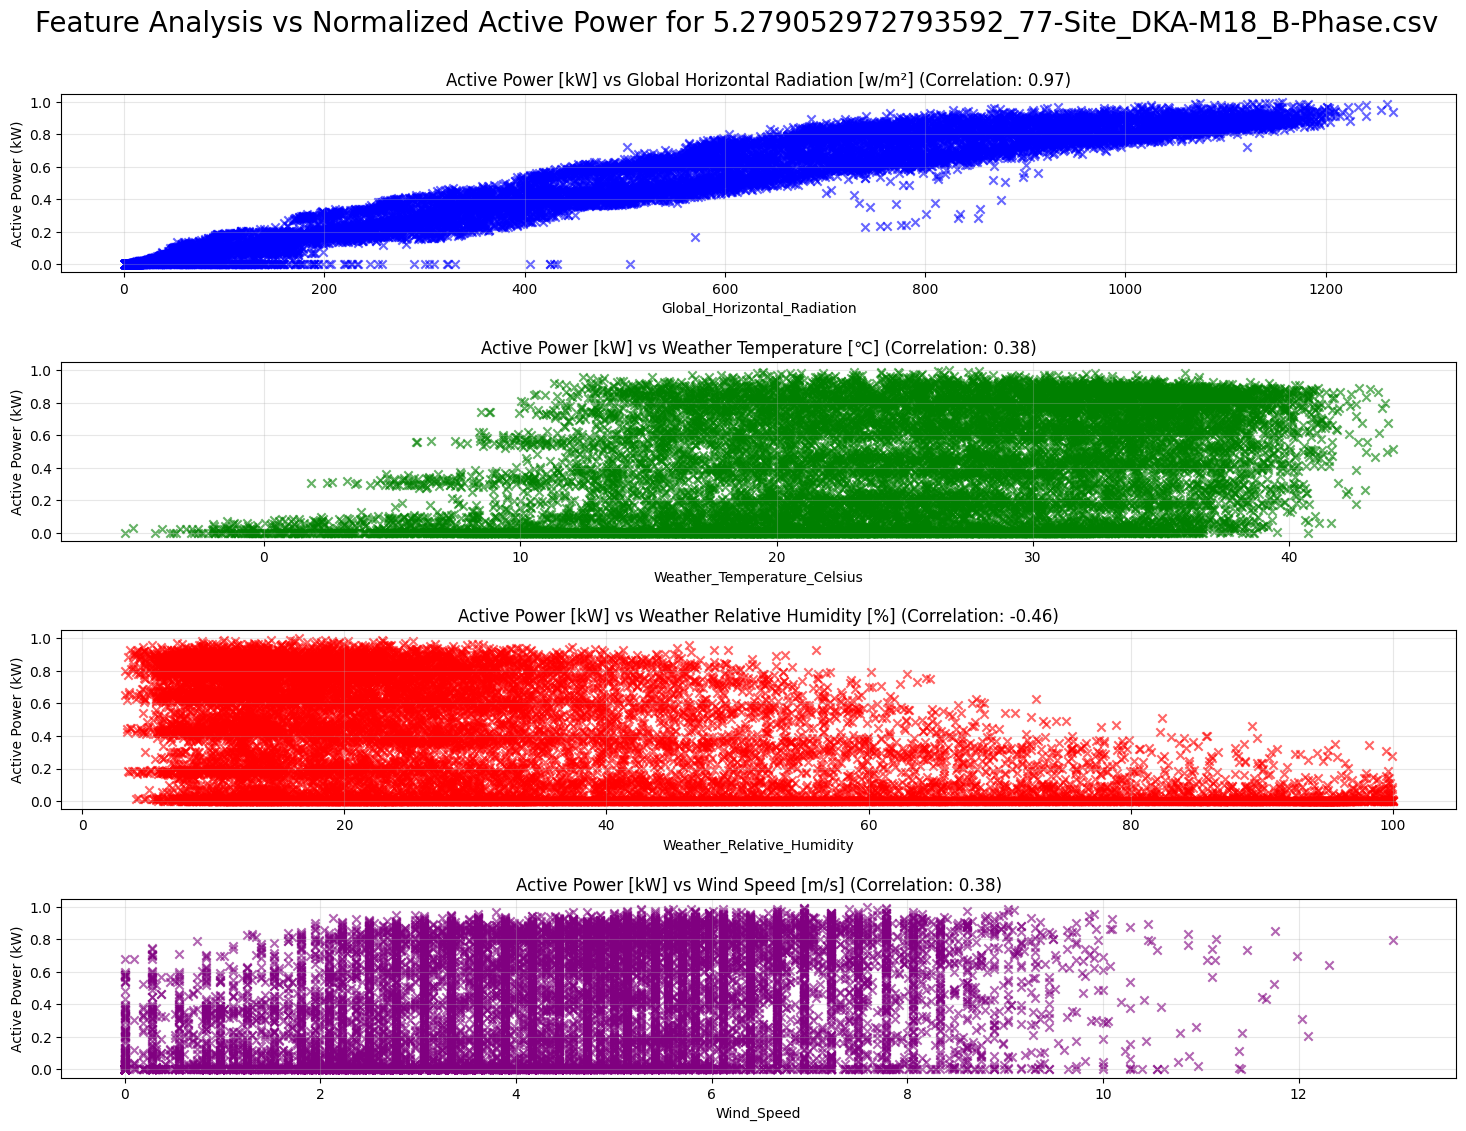 Feature Analysis vs Normalized Active Power for 5.279052972793592_77-Site_DKA-M18_B-Phase.csv
Active Power [kW] vs Global Horizontal Radiation [w/m²] (Correlation: 0.97)
Active Power (kW)
1.0
0.8
0.6
0.4
0.2
0.0
0 200 400 600 800 1000 1200
Global_Horizontal_Radiation
Active Power [kW] vs Weather Temperature [℃] (Correlation: 0.38)
Active Power (kW)
1.0
0.8
0.6
0.4
0.2
0.0
0 10 20 30 40
Weather_Temperature_Celsius
Active Power [kW] vs Weather Relative Humidity [%] (Correlation: -0.46)
Active Power (kW)
1.0
0.8
0.6
0.4
0.2
0.0
0 20 40 60 80 100
Weather_Relative_Humidity
Active Power [kW] vs Wind Speed [m/s] (Correlation: 0.38)
Active Power (kW)
1.0
0.8
0.6
0.4
0.2
0.0
0 2 4 6 8 10 12
Wind_Speed